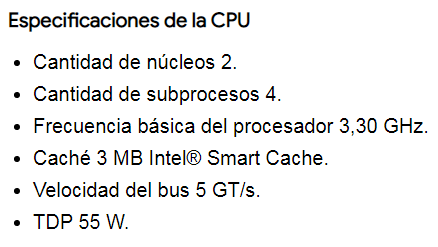 Especificaciones de la CPU
• Cantidad de núcleos 2.
• Cantidad de subprocesos 4.
• Frecuencia básica del procesador 3,30 GHz.
• Caché 3 MB Intel® Smart Cache.
• Velocidad del bus 5 GT/s.
• TDP 55 W.